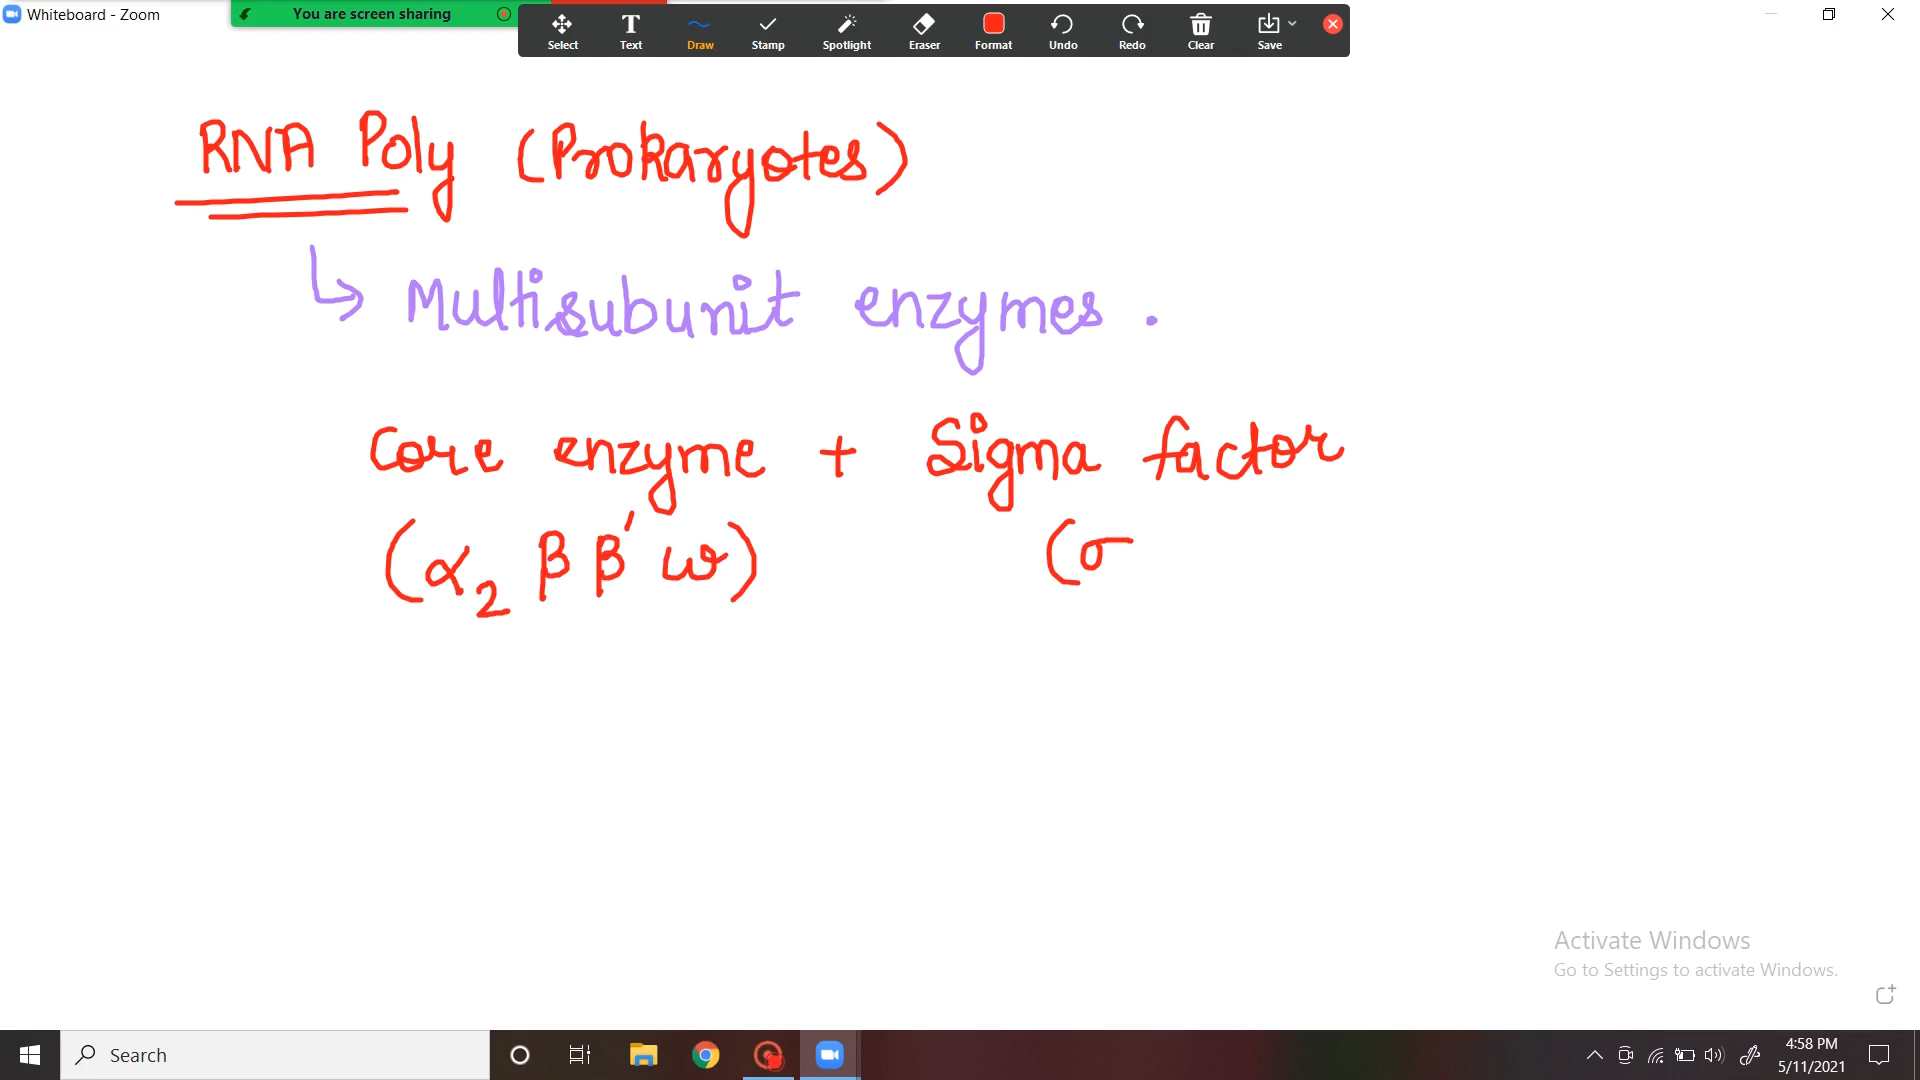 Whiteboard - Zoom
You are screen sharing
Select Text Draw Stamp Spotlight Eraser Format Undo Redo Clear Save
RNA Poly (Prokaryotes)
Multisubunit enzymes .
Core enzyme + Sigma factor
(α₂ β β' ω) (σ
Activate Windows
Go to Settings to activate Windows.
Search
4:58 PM
5/11/2021